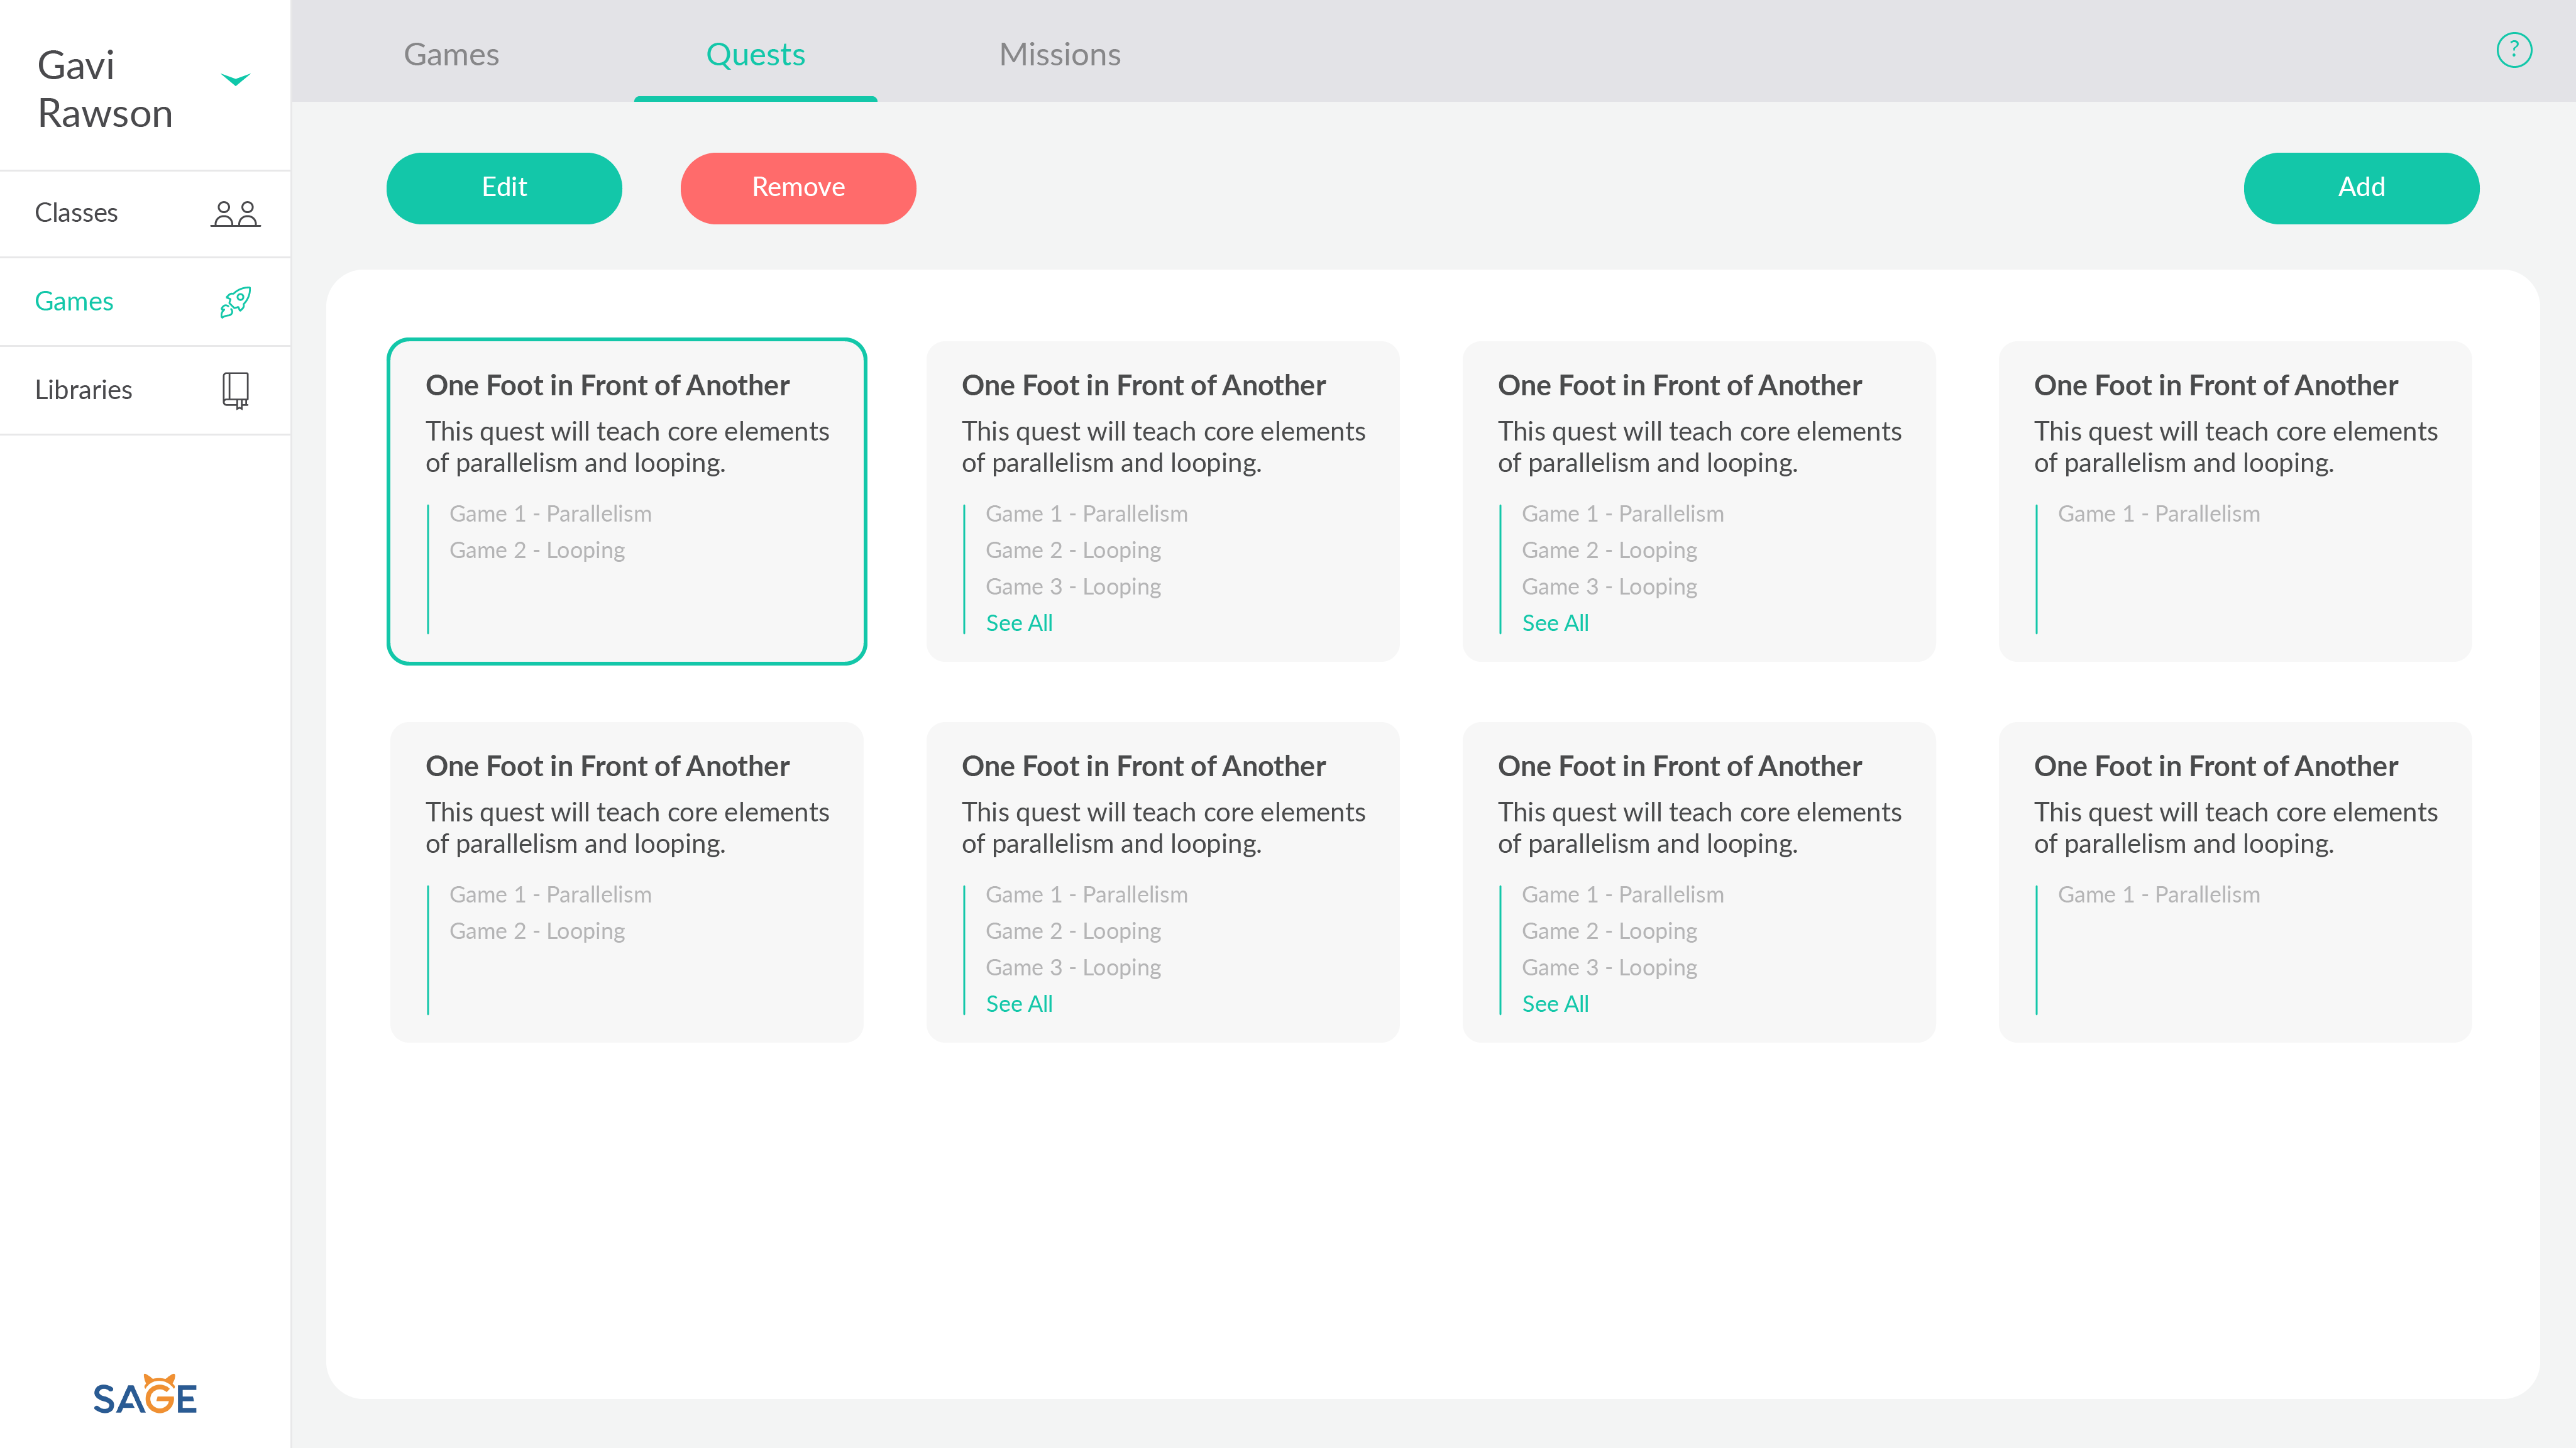 Gavi
Rawson
Classes
Games
Libraries
SAGE
Games
Quests
Missions
?
Edit
Remove
Add
One Foot in Front of Another
This quest will teach core elements
of parallelism and looping.
Game 1 - Parallelism
Game 2 - Looping
One Foot in Front of Another
This quest will teach core elements
of parallelism and looping.
Game 1 - Parallelism
Game 2 - Looping
Game 3 - Looping
See All
One Foot in Front of Another
This quest will teach core elements
of parallelism and looping.
Game 1 - Parallelism
Game 2 - Looping
Game 3 - Looping
See All
One Foot in Front of Another
This quest will teach core elements
of parallelism and looping.
Game 1 - Parallelism
One Foot in Front of Another
This quest will teach core elements
of parallelism and looping.
Game 1 - Parallelism
Game 2 - Looping
One Foot in Front of Another
This quest will teach core elements
of parallelism and looping.
Game 1 - Parallelism
Game 2 - Looping
Game 3 - Looping
See All
One Foot in Front of Another
This quest will teach core elements
of parallelism and looping.
Game 1 - Parallelism
Game 2 - Looping
Game 3 - Looping
See All
One Foot in Front of Another
This quest will teach core elements
of parallelism and looping.
Game 1 - Parallelism